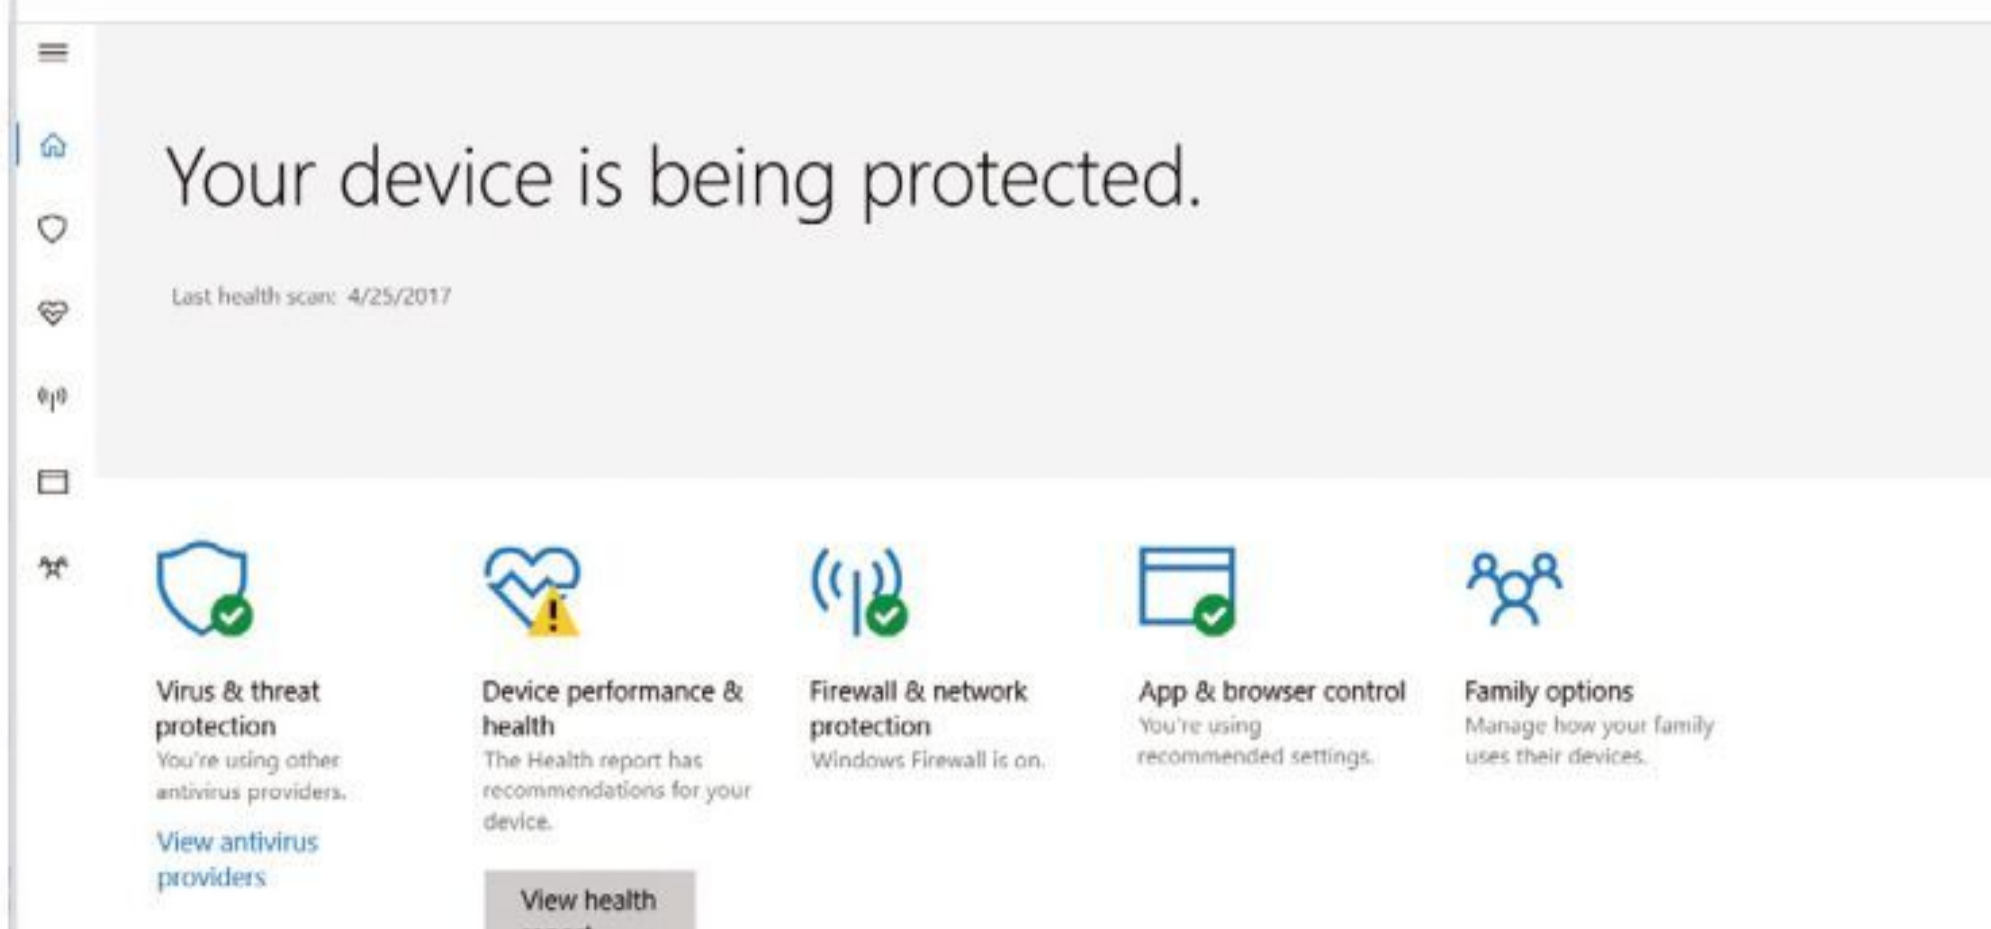 Your device is being protected.
Last health scan: 4/25/2017
Virus & threat
protection
You're using other
antivirus providers.
View antivirus
providers
Device performance &
health
The Health report has
recommendations for your
device.
View health
Firewall & network
protection
Windows Firewall is on.
App & browser control
You're using
recommended settings.
Family options
Manage how your family
uses their devices.